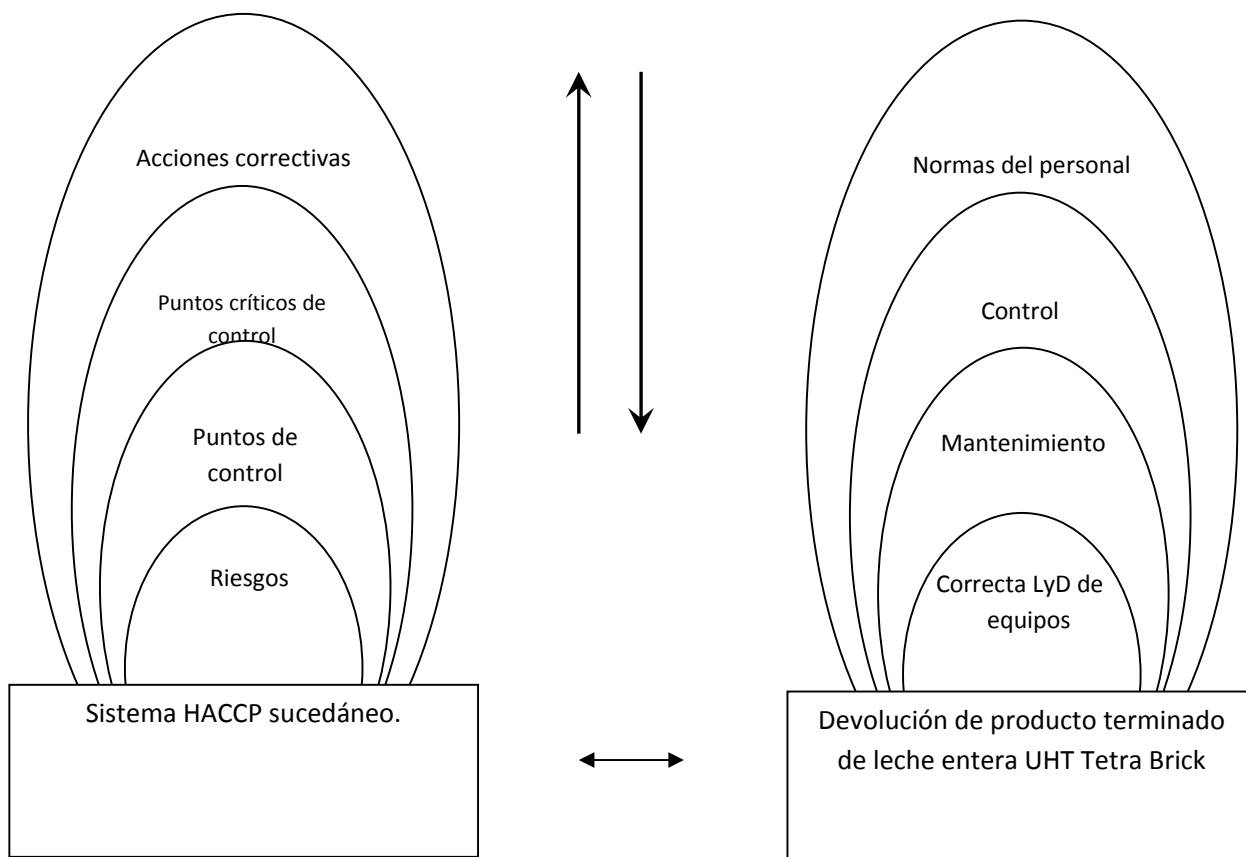 Acciones correctivas
Puntos críticos de
control
Puntos de
control
Riesgos
Sistema HACCP sucedáneo.
Normas del personal
Control
Mantenimiento
Correcta LyD de
equipos
Devolución de producto terminado
de leche entera UHT Tetra Brick